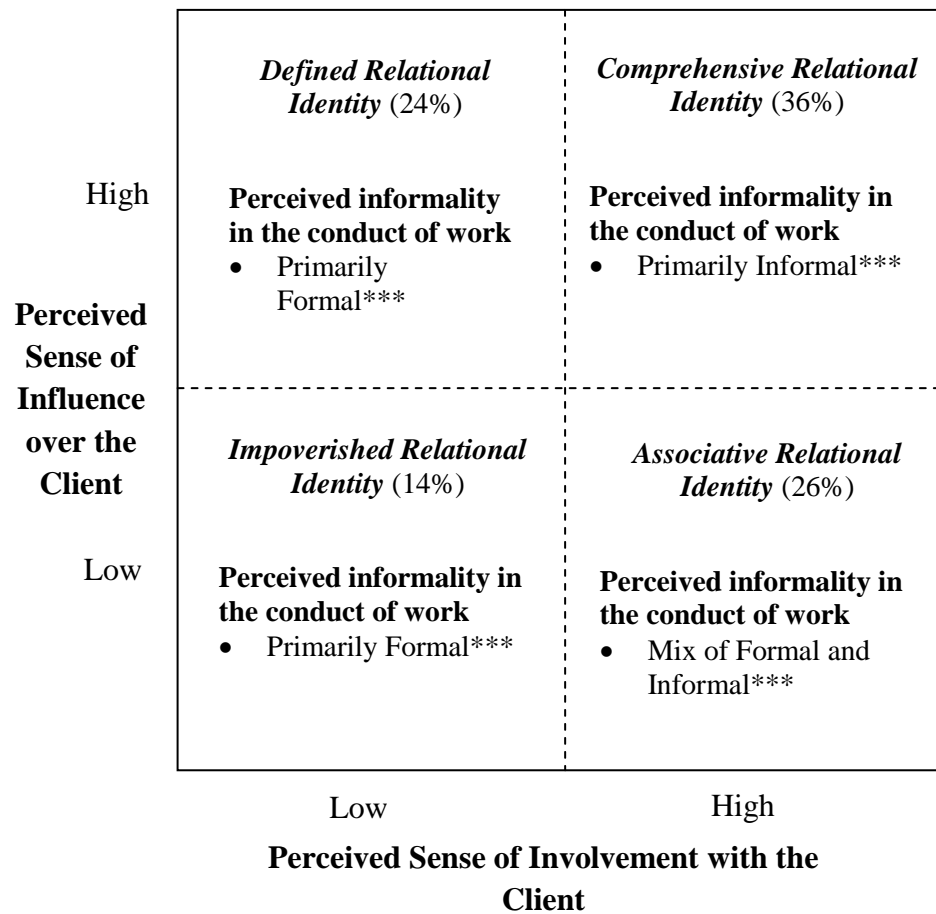 Defined Relational
Identity (24%)
Comprehensive Relational
Identity (36%)
High
Perceived informality
in the conduct of work
• Primarily
Formal***
Perceived informality in
the conduct of work
• Primarily Informal***
Perceived
Sense of
Influence
over the
Client
Impoverished Relational
Identity (14%)
Associative Relational
Identity (26%)
Low
Perceived informality in
the conduct of work
• Primarily Formal***
Perceived informality in
the conduct of work
• Mix of Formal and
Informal***
Low
High
Perceived Sense of Involvement with the
Client